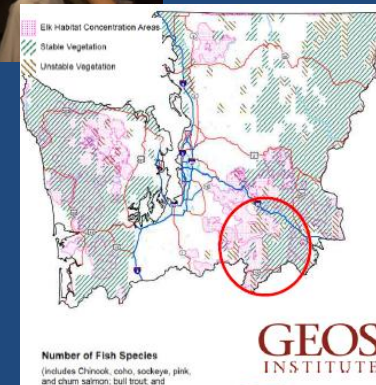 Elk Habitat Concentration Areas
Stable Vegetation
Unstable Vegetation
GEOS
INSTITUTE
Number of Fish Species
(includes Chinook, coho, sockeye, pink,
and chum salmon; bull trout; and